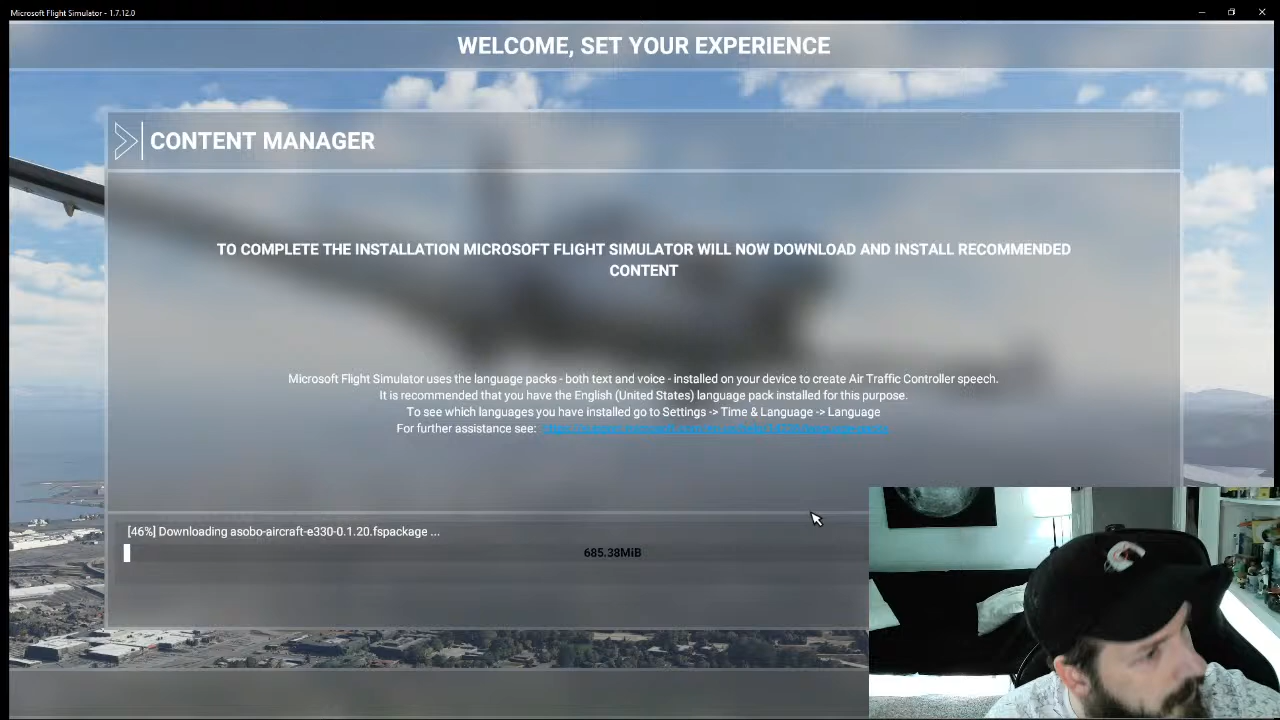 Microsoft Flight Simulator - 1.7.12.0
WELCOME, SET YOUR EXPERIENCE
CONTENT MANAGER
TO COMPLETE THE INSTALLATION MICROSOFT FLIGHT SIMULATOR WILL NOW DOWNLOAD AND INSTALL RECOMMENDED
CONTENT
Microsoft Flight Simulator uses the language packs - both text and voice - installed on your device to create Air Traffic Controller speech.
It is recommended that you have the English (United States) language pack installed for this purpose.
To see which languages you have installed go to Settings -> Time & Language -> Language
For further assistance see:
[46%] Downloading asobo-aircraft-e330-0.1.20.fspackage ...
685.38MiB
C